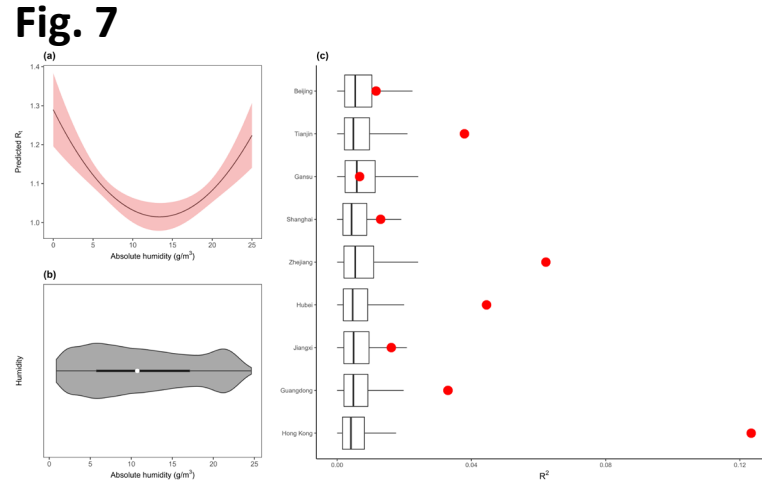 Fig. 7
(a)
Predicted Rt
1.4
1.3
1.2
1.1
1.0
0 5 10 15 20 25
Absolute humidity (g/m³)
(b)
Humidity
0 5 10 15 20 25
Absolute humidity (g/m³)
(c)
Beijing
Tianjin
Gansu
Shanghai
Zhejiang
Hubei
Jiangxi
Guangdong
Hong Kong
0.00 0.04 0.08 0.12
R²